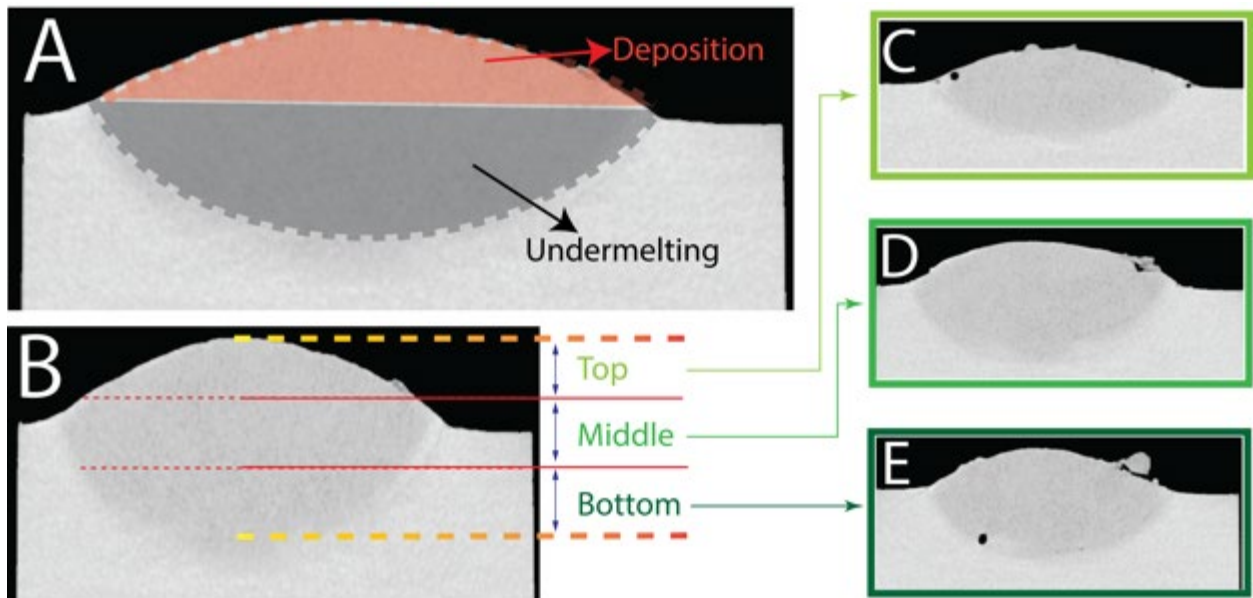 A
Deposition
Undermelting
B
Top
Middle
Bottom
C
D
E